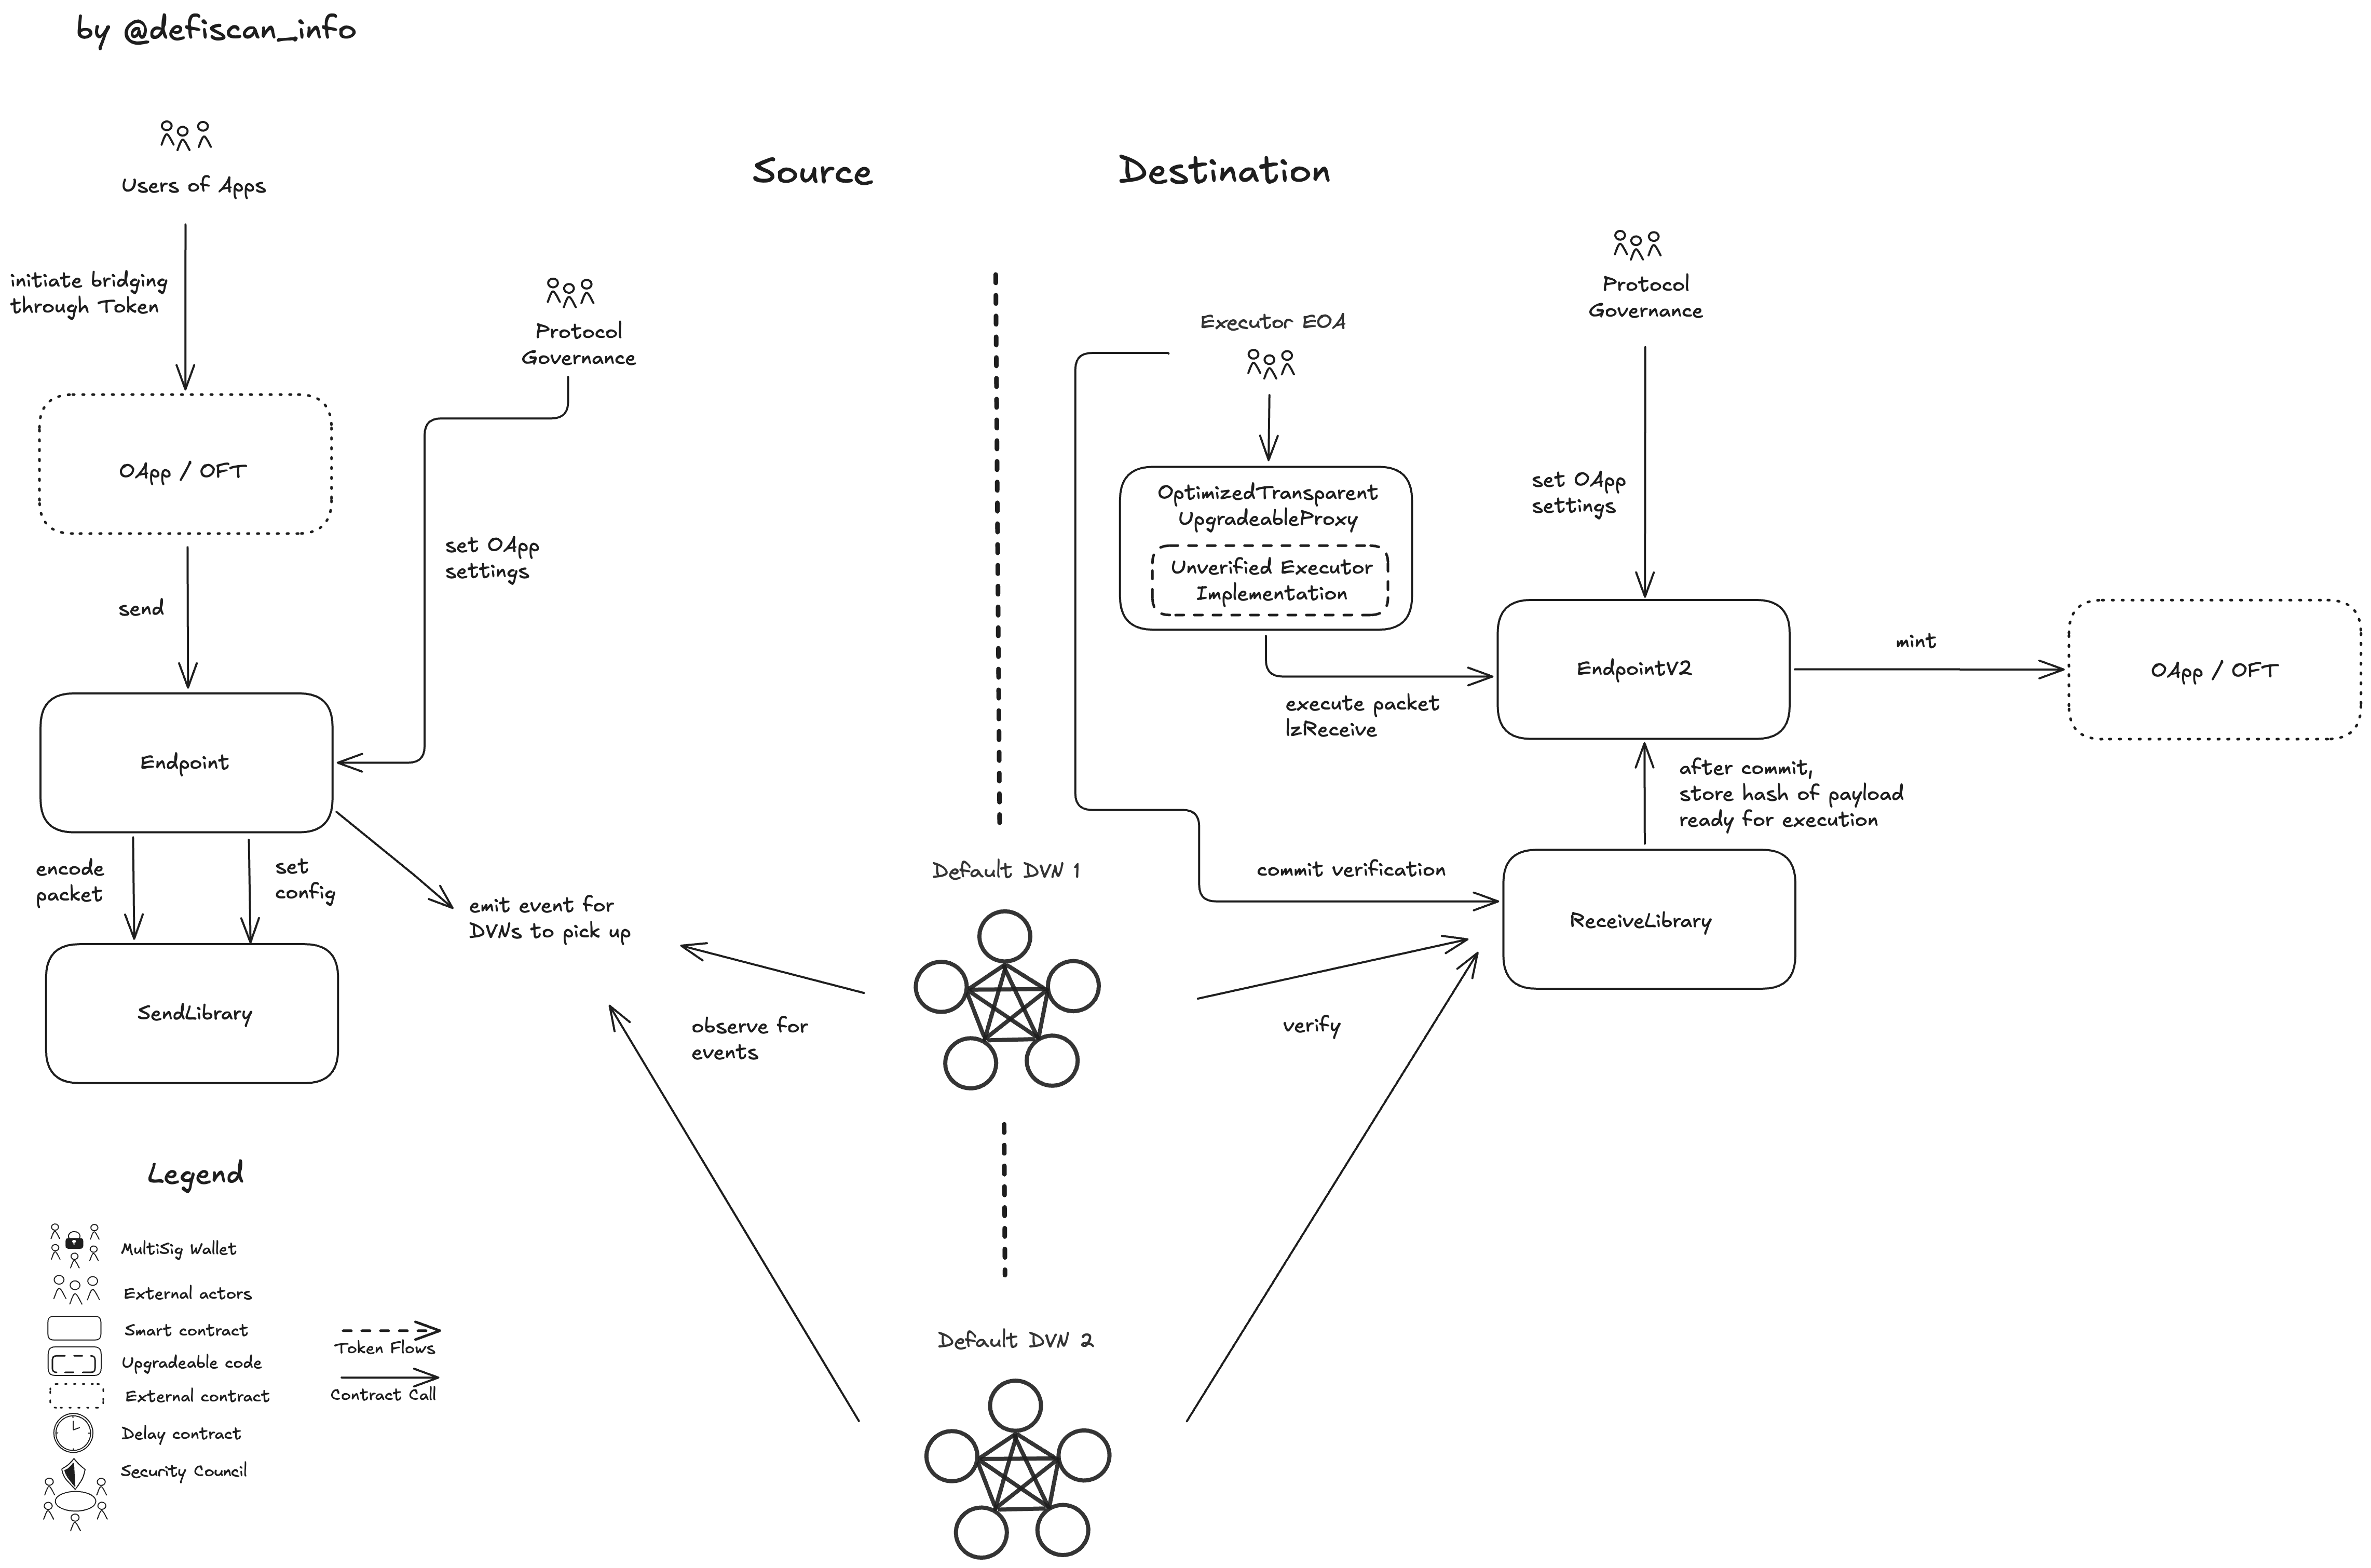 by @defiscan_info
Users of Apps
Source
Destination
initiate bridging
through Token
Protocol
Governance
Executor EOA
Protocol
Governance
OApp / OFT
set OApp
settings
send
OptimizedTransparent
UpgradeableProxy
Unverified Executor
Implementation
set OApp
settings
execute packet
lzReceive
EndpointV2
mint
OApp / OFT
Endpoint
after commit,
store hash of payload
ready for execution
encode
packet
set
config
emit event for
DVNs to pick up
Default DVN 1
commit verification
ReceiveLibrary
SendLibrary
observe for
events
verify
Legend
MultiSig Wallet
External actors
Smart contract
Upgradeable code
External contract
Delay contract
Security Council
Token Flows
Contract Call
Default DVN 2